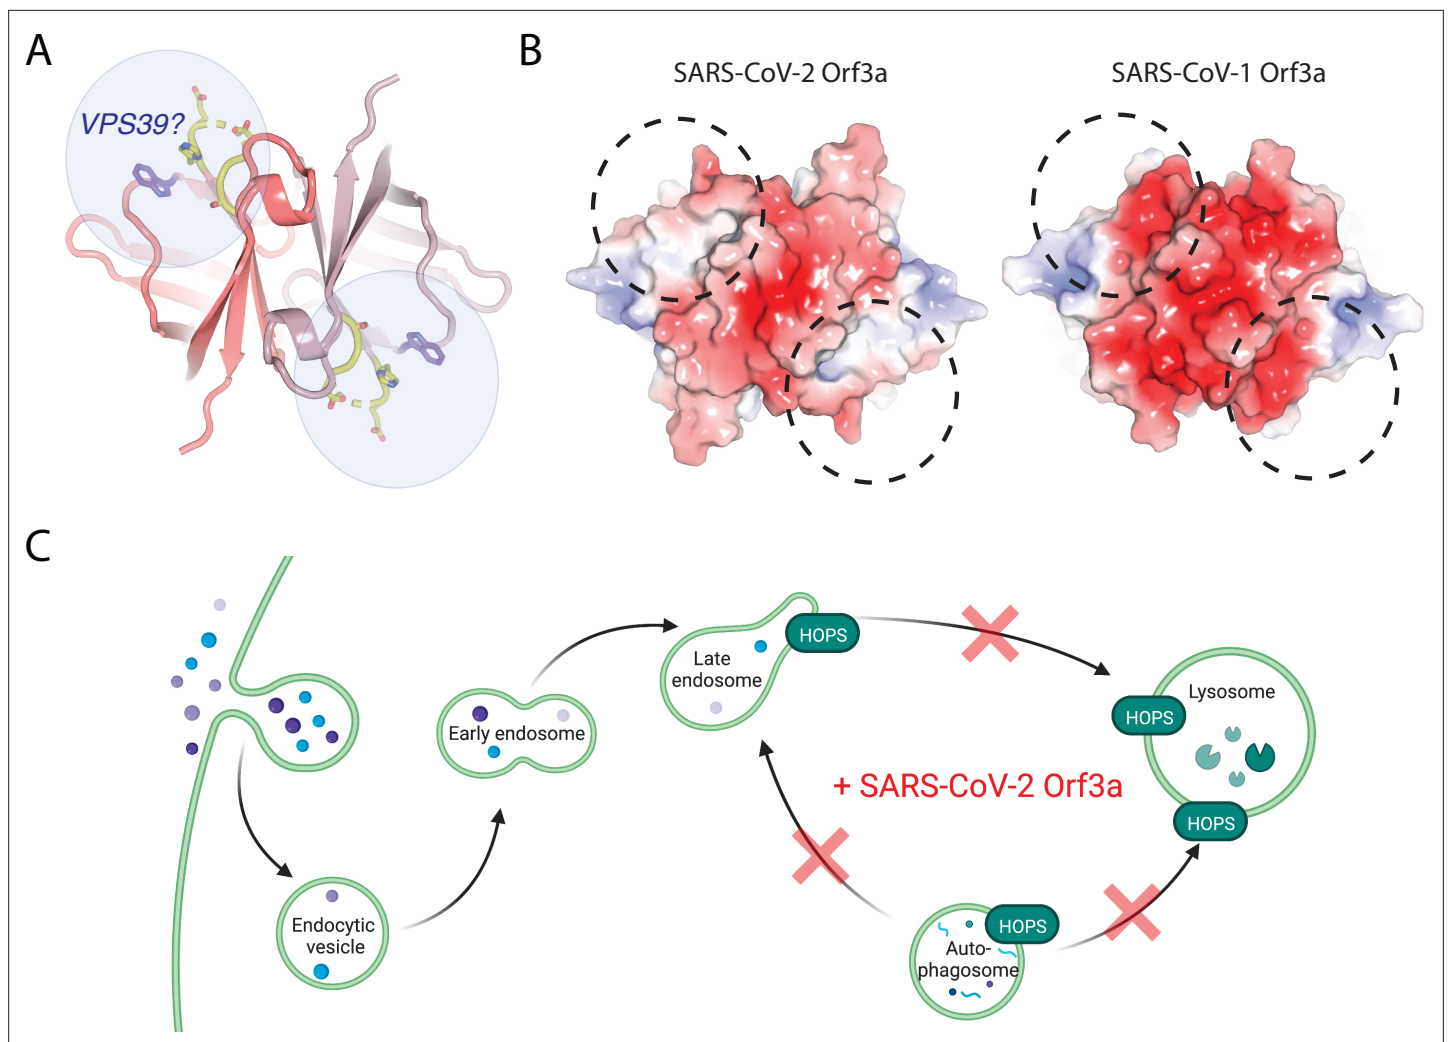 A
B
SARS-CoV-2 Orf3a
SARS-CoV-1 Orf3a
VPS39?
C
HOPS
Late
endosome
Lysosome
HOPS
Early endosome
+ SARS-CoV-2 Orf3a
HOPS
Endocytic
vesicle
HOPS
Auto-
phagosome